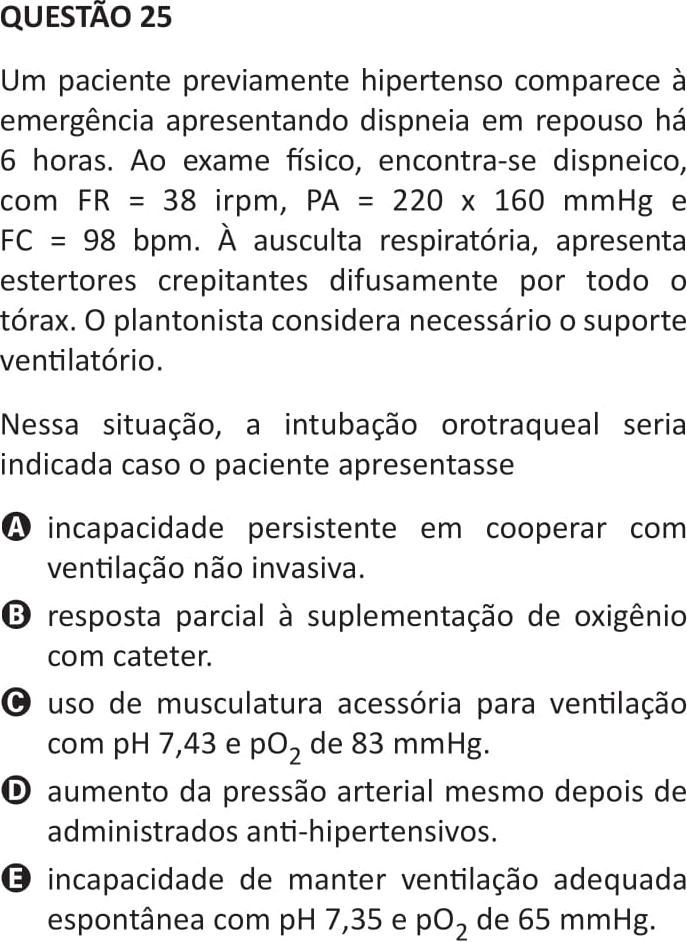 QUESTÃO 25
Um paciente previamente hipertenso comparece à
emergência apresentando dispneia em repouso há
6 horas. Ao exame físico, encontra-se dispneico,
com FR = 38 irpm, PA = 220 x 160 mmHg e
FC = 98 bpm. À ausculta respiratória, apresenta
estertores crepitantes difusamente por todo o
tórax. O plantonista considera necessário o suporte
ventilatório.
Nessa situação, a intubação orotraqueal seria
indicada caso o paciente apresentasse
A incapacidade persistente em cooperar com
ventilação não invasiva.
B resposta parcial à suplementação de oxigênio
com cateter.
C uso de musculatura acessória para ventilação
com pH 7,43 e pO₂ de 83 mmHg.
D aumento da pressão arterial mesmo depois de
administrados anti-hipertensivos.
E incapacidade de manter ventilação adequada
espontânea com pH 7,35 e pO₂ de 65 mmHg.